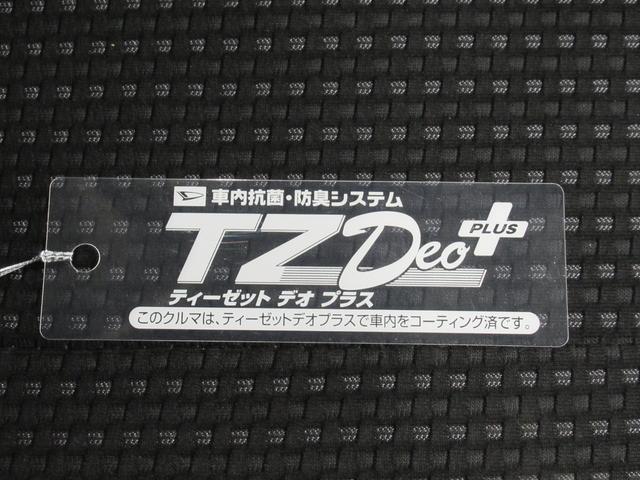 車内抗菌・防臭システム
TZ Deo PLUS
ティーゼット デオ プラス
このクルマは、ティーゼットデオプラスで車内をコーティング済です。